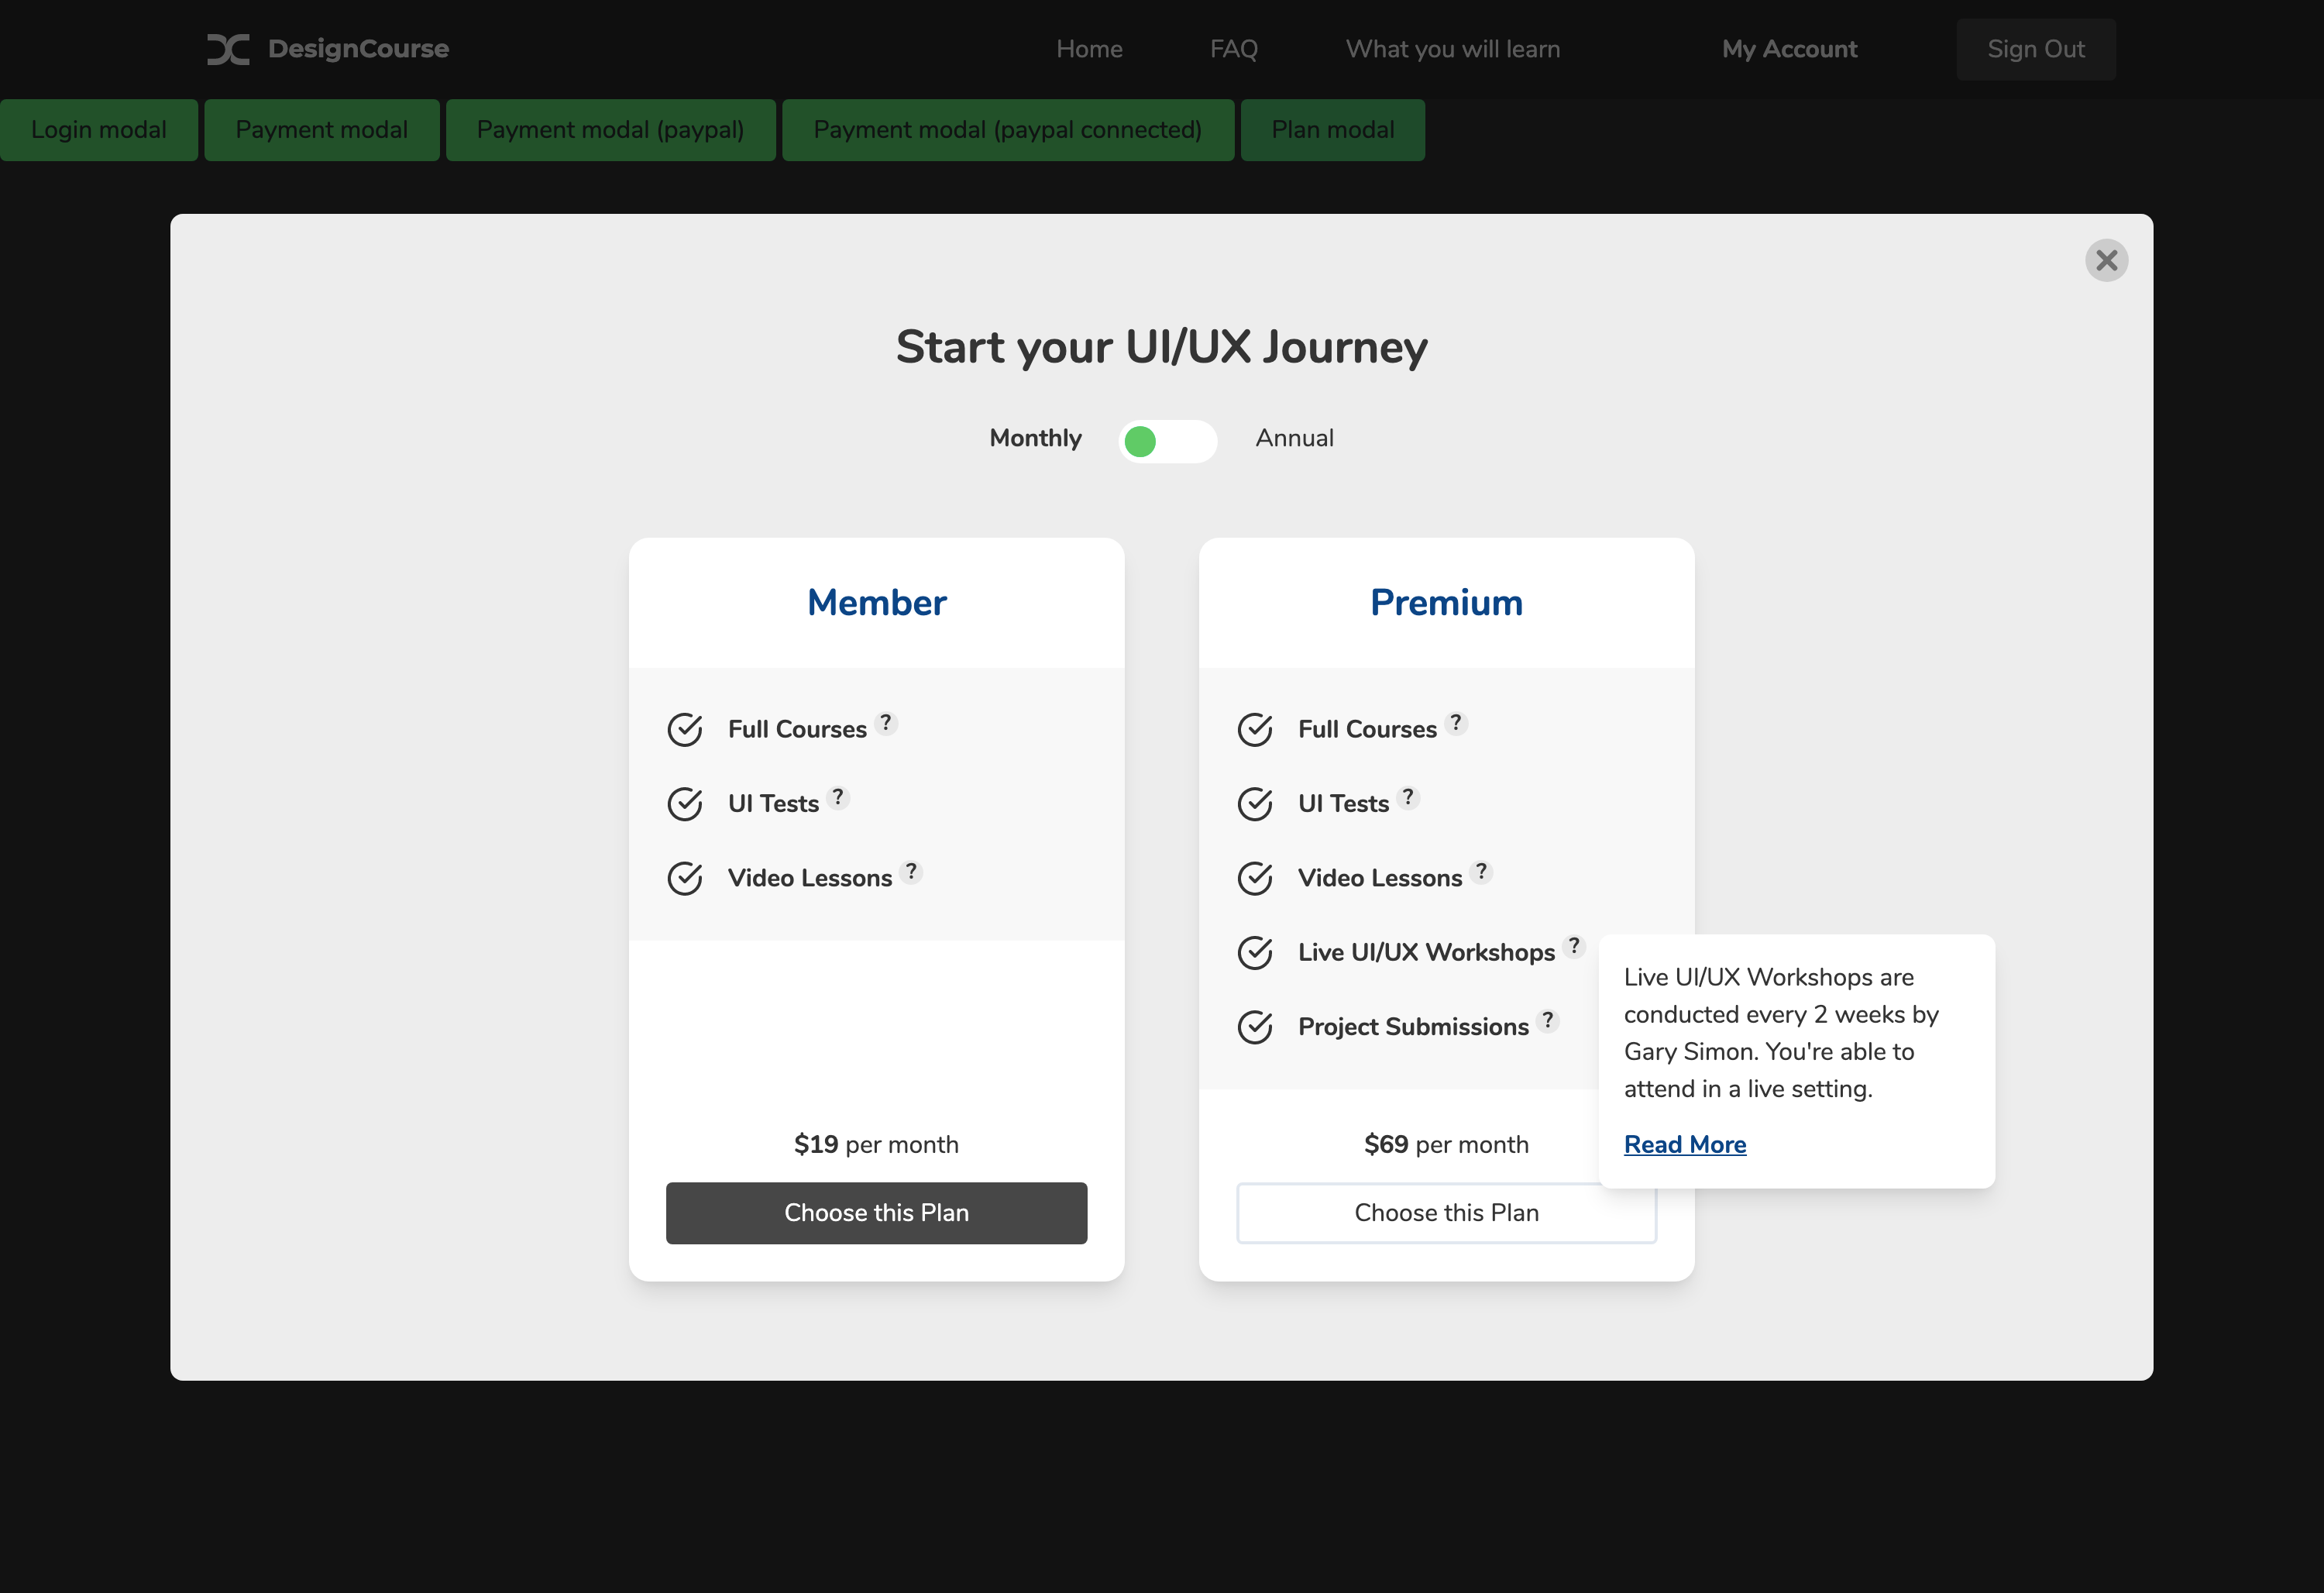 DesignCourse
Home
FAQ
What you will learn
My Account
Sign Out
Login modal
Payment modal
Payment modal (paypal)
Payment modal (paypal connected)
Plan modal
Start your UI/UX Journey
Monthly
Annual
Member
Full Courses ?
UI Tests ?
Video Lessons ?
$19 per month
Choose this Plan
Premium
Full Courses ?
UI Tests ?
Video Lessons ?
Live UI/UX Workshops ?
Project Submissions ?
$69 per month
Choose this Plan
Live UI/UX Workshops are
conducted every 2 weeks by
Gary Simon. You're able to
attend in a live setting.
Read More